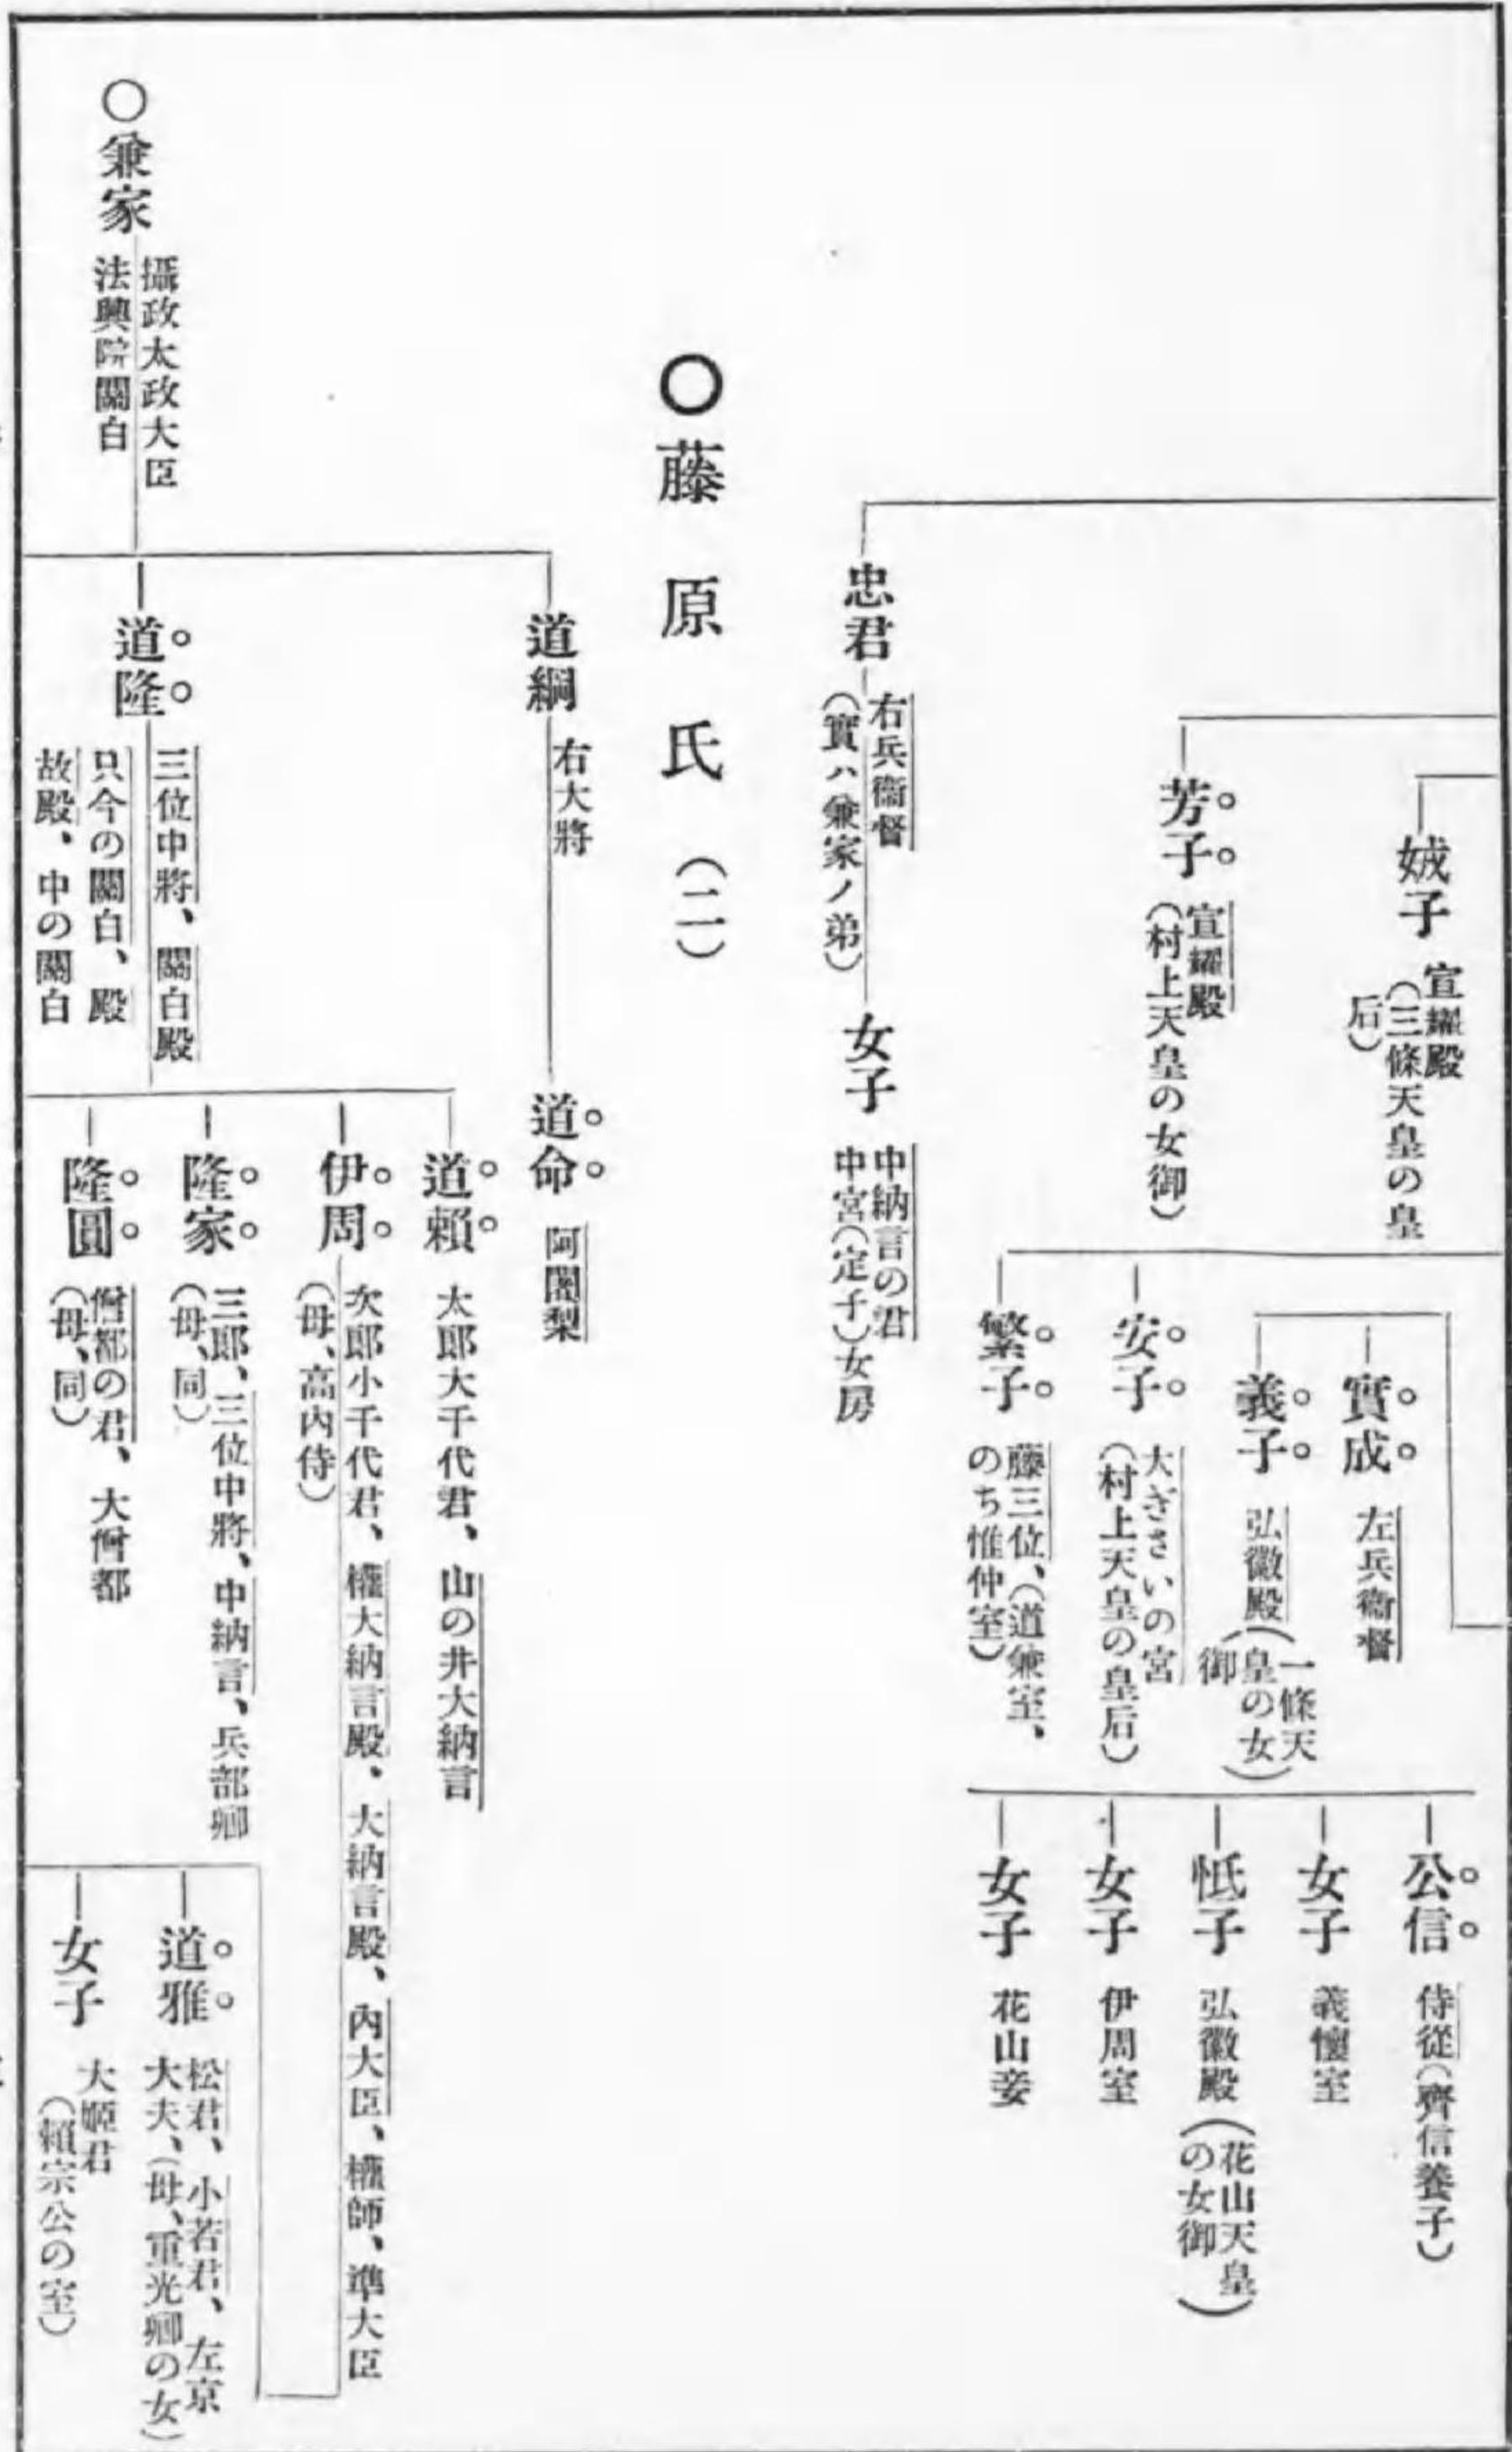 娍子
宣耀殿
（三條天皇の皇
后）
芳子
宣耀殿
（村上天皇の女御）
忠君
右兵衞督
（實ハ兼家ノ弟）
女子
中納言の君
中宮（定子）女房
實成
左兵衞督
義子
弘徽殿（一條天
皇の女
御）
安子
大きさいの宮
（村上天皇の皇后）
繁子
藤三位、（道兼室、
のち惟仲室）
公信
侍從（齊信養子）
女子
義懷室
忯子
弘徽殿（花山天皇
の女御）
女子
伊周室
女子
花山妾
〇藤原氏（二）
〇兼家
攝政太政大臣
法興院關白
道綱
右大將
道命
阿闍梨
道隆
三位中將、關白殿
只今の關白、殿
故殿、中の關白
道賴
太郎大千代君、山の井大納言
伊周
次郎小千代君、權大納言殿、大納言殿、內大臣、權師、準大臣
（母、高內侍）
隆家
三郎、三位中將、中納言、兵部卿
（母、同）
隆圓
僧都の君、大僧都
（母、同）
道雅
松君、小若君、左京
大夫、（母、重光卿の女）
女子
大姬君
（賴宗公の室）